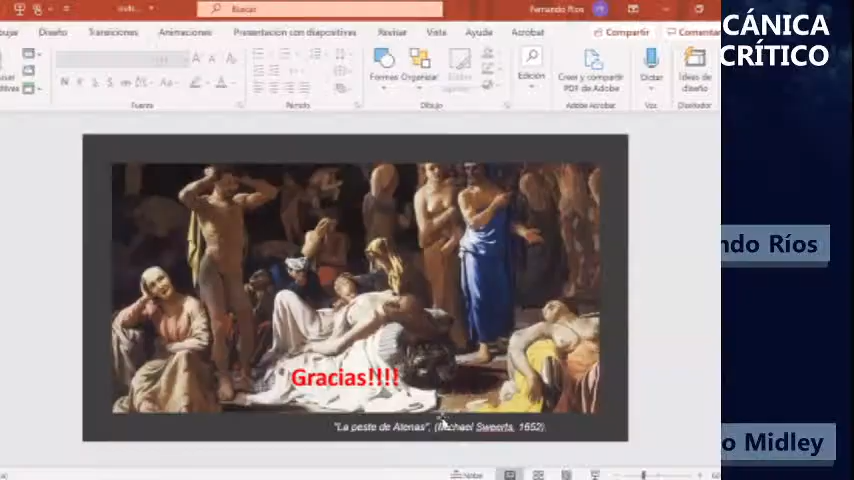 Buscar
Fernando Ríos
Diseño Transiciones Animaciones Presentación con diapositivas Revisar Vista Ayuda Acrobat
Compartir
CÁNICA
CRÍTICO
Formas Organizar
Edición
Crear y compartir
PDF de Adobe
Dictar
Ideas de
diseño
Fuente
Párrafo
Dibujo
Adobe Acrobat
Voz
Diseñador
ndo Ríos
Gracias!!!!
"La peste de Atenas", (Michael Sweerts, 1652)
o Midley
Notas